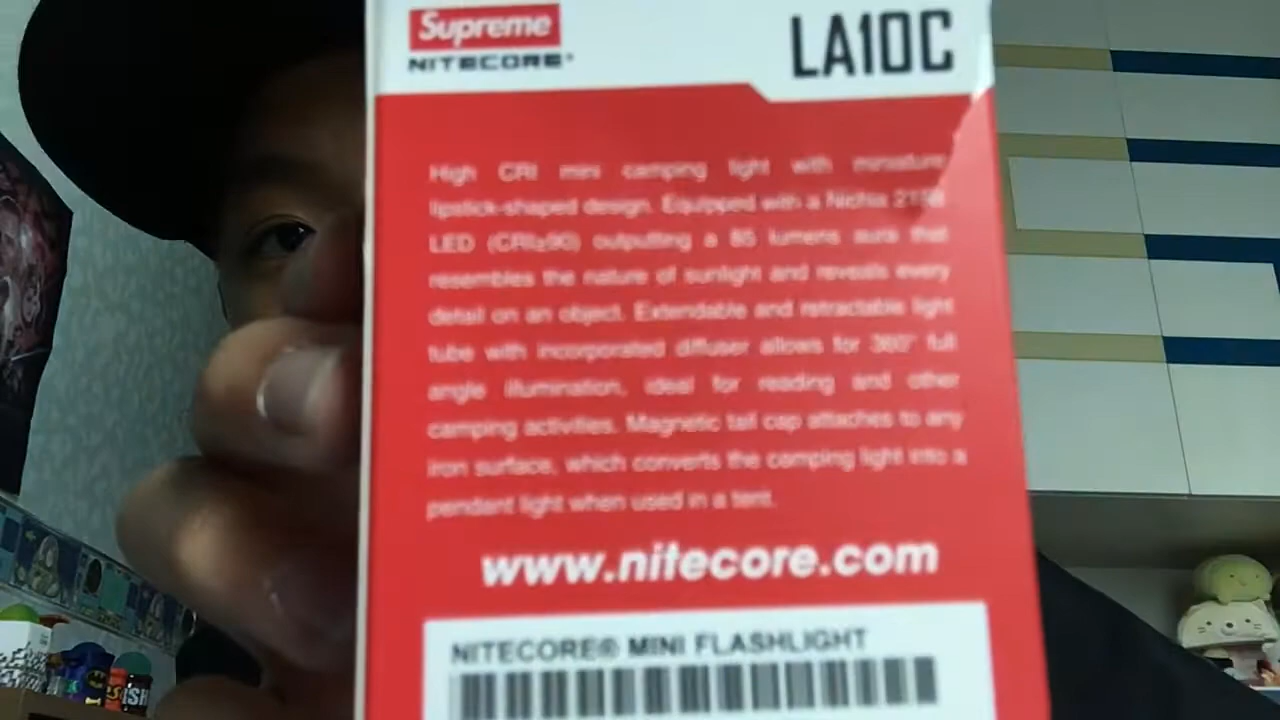 Supreme
NITECORE®
LA10C
High CRI mini camping light with miniature
lipstick-shaped design. Equipped with a Nichia 219B
LED (CRI≥90) outputting a 85 lumens aura that
resembles the nature of sunlight and reveals every
detail on an object. Extendable and retractable light
tube with incorporated diffuser allows for 360° full
angle illumination, ideal for reading and other
camping activities. Magnetic tail cap attaches to any
iron surface, which converts the camping light into a
pendent light when used in a tent.
www.nitecore.com
NITECORE® MINI FLASHLIGHT